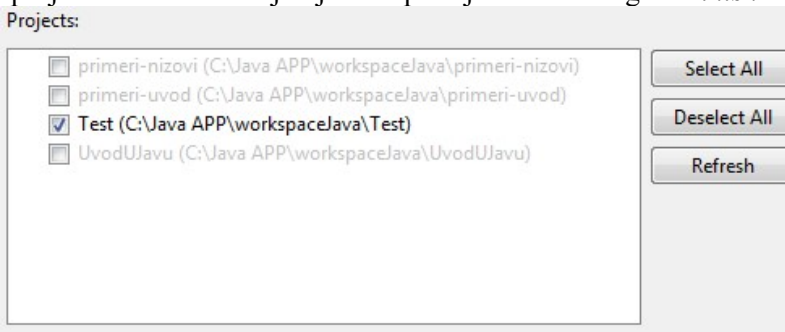 Projects:
primeri-nizovi (C:\Java APP\workspaceJava\primeri-nizovi)
primeri-uvod (C:\Java APP\workspaceJava\primeri-uvod)
Test (C:\Java APP\workspaceJava\Test)
UvodUJavu (C:\Java APP\workspaceJava\UvodUJavu)
Select All
Deselect All
Refresh